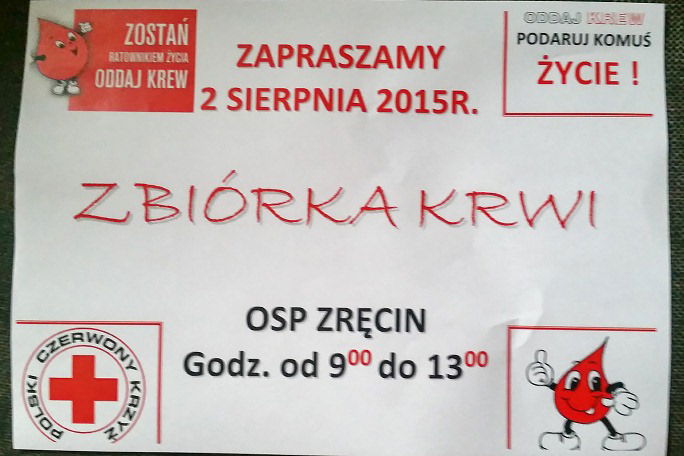 ZOSTAŃ
RATOWNIKIEM ŻYCIA
ODDAJ KREW
ZAPRASZAMY
2 SIERPNIA 2015R.
ODDAJ KREW
PODARUJ KOMUŚ
ŻYCIE !
ZBIÓRKA KRWI
OSP ZRĘCIN
Godz. od 9⁰⁰ do 13⁰⁰
POLSKI CZERWONY KRZYŻ